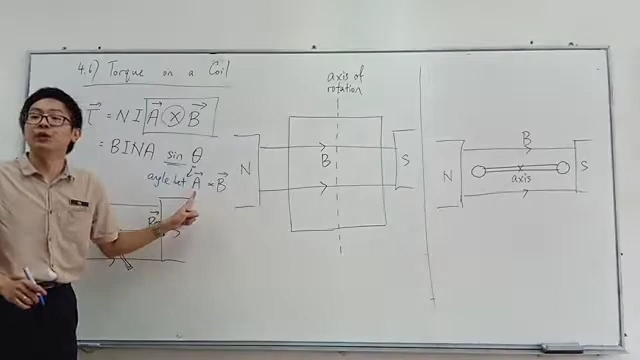 4.6) Torque on a Coil
τ⃗ = N I A⃗ ⊗ B⃗
= BINA sin θ
angle bet A⃗ & B⃗
axis of
rotation
N
B
S
B
N
S
axis